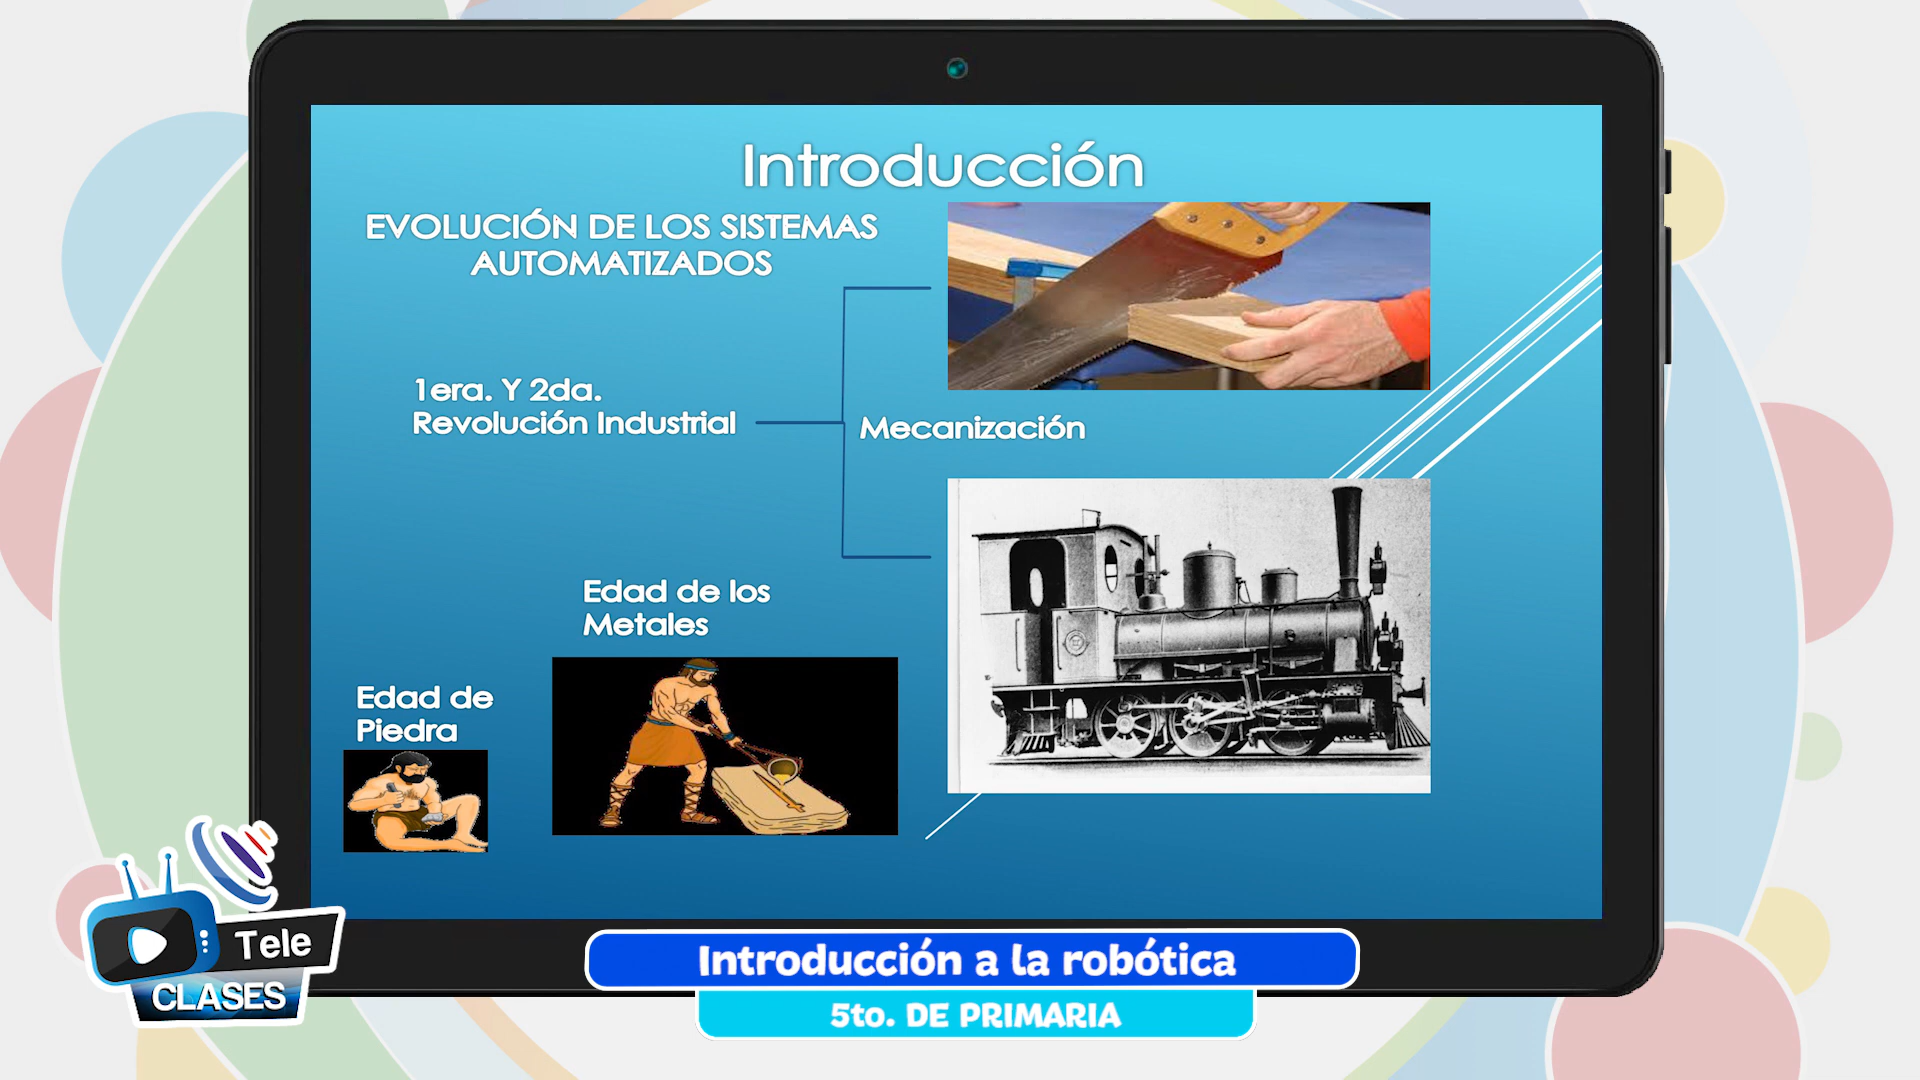 Introducción
EVOLUCIÓN DE LOS SISTEMAS
AUTOMATIZADOS
1era. Y 2da.
Revolución Industrial
Mecanización
Edad de los
Metales
Edad de
Piedra
Tele
CLASES
Introducción a la robótica
5to. DE PRIMARIA